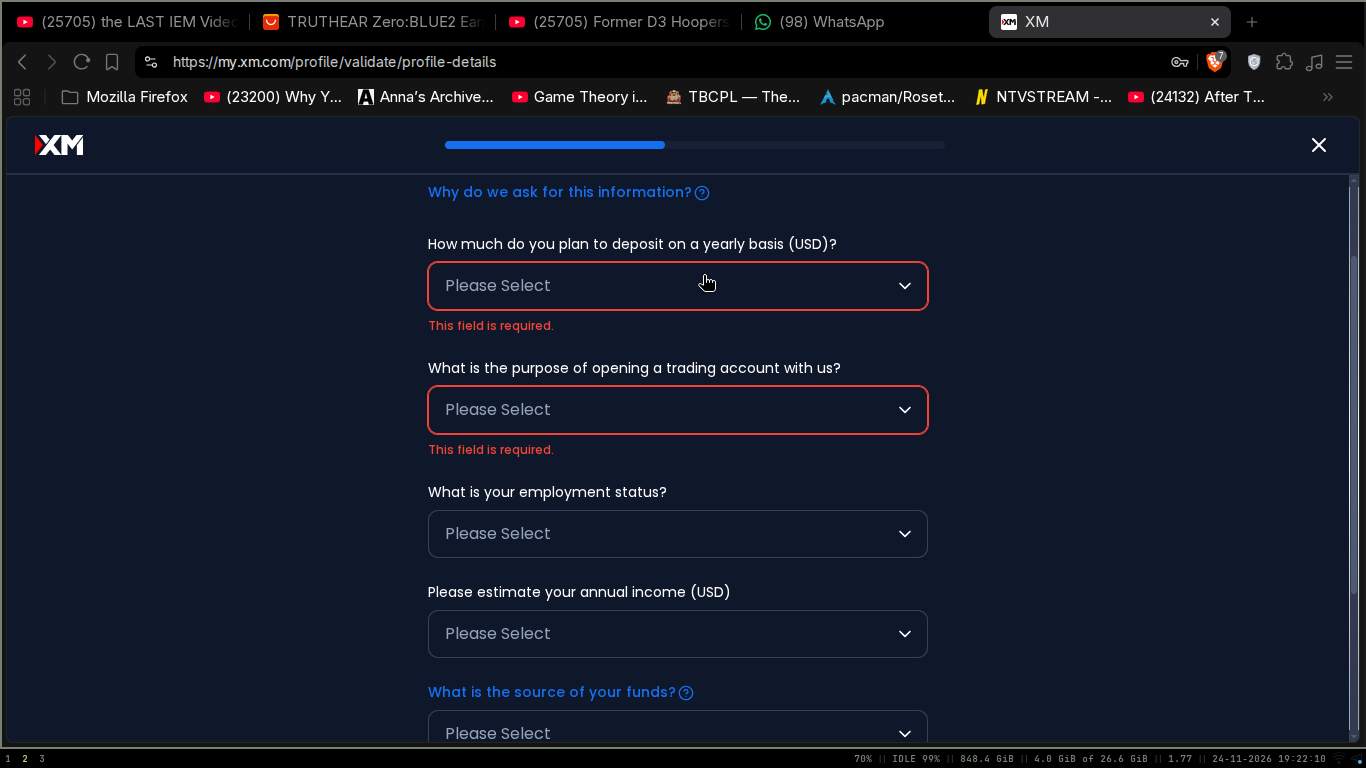 (25705) the LAST IEM Videc
TRUTHEAR Zero:BLUE2 Ear
(25705) Former D3 Hoopers
(98) WhatsApp
XM
https://my.xm.com/profile/validate/profile-details
7
Mozilla Firefox
(23200) Why Y...
Anna's Archive...
Game Theory i...
TBCPL — The...
pacman/Roset...
NTVSTREAM -...
(24132) After T...
XM
Why do we ask for this information?
How much do you plan to deposit on a yearly basis (USD)?
Please Select
This field is required.
What is the purpose of opening a trading account with us?
Please Select
This field is required.
What is your employment status?
Please Select
Please estimate your annual income (USD)
Please Select
What is the source of your funds?
Please Select
1 2 3
70% || IDLE 99% || 848.4 GiB || 4.0 GiB of 26.6 GiB || 1.77 || 24-11-2026 19:22:10